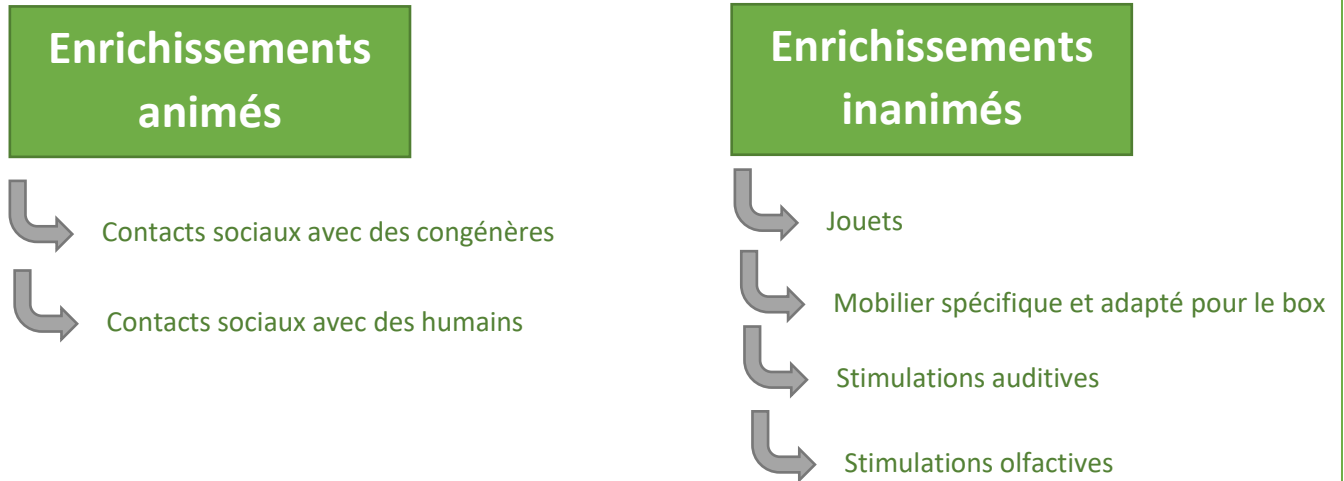 Enrichissements
animés
Contacts sociaux avec des congénères
Contacts sociaux avec des humains
Enrichissements
inanimés
Jouets
Mobilier spécifique et adapté pour le box
Stimulations auditives
Stimulations olfactives